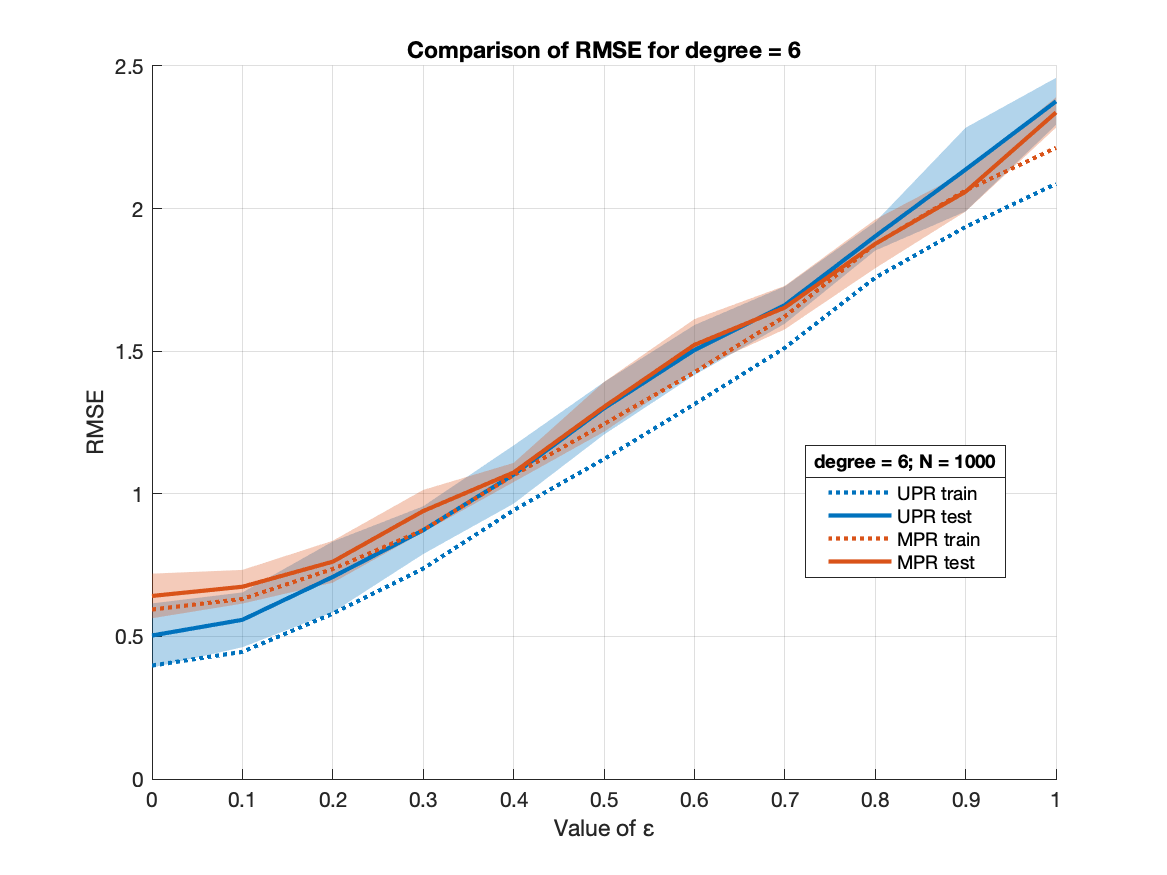 Comparison of RMSE for degree = 6
2.5
2
1.5
1
0.5
0
RMSE
degree = 6; N = 1000
UPR train
UPR test
MPR train
MPR test
0 0.1 0.2 0.3 0.4 0.5 0.6 0.7 0.8 0.9 1
Value of ε